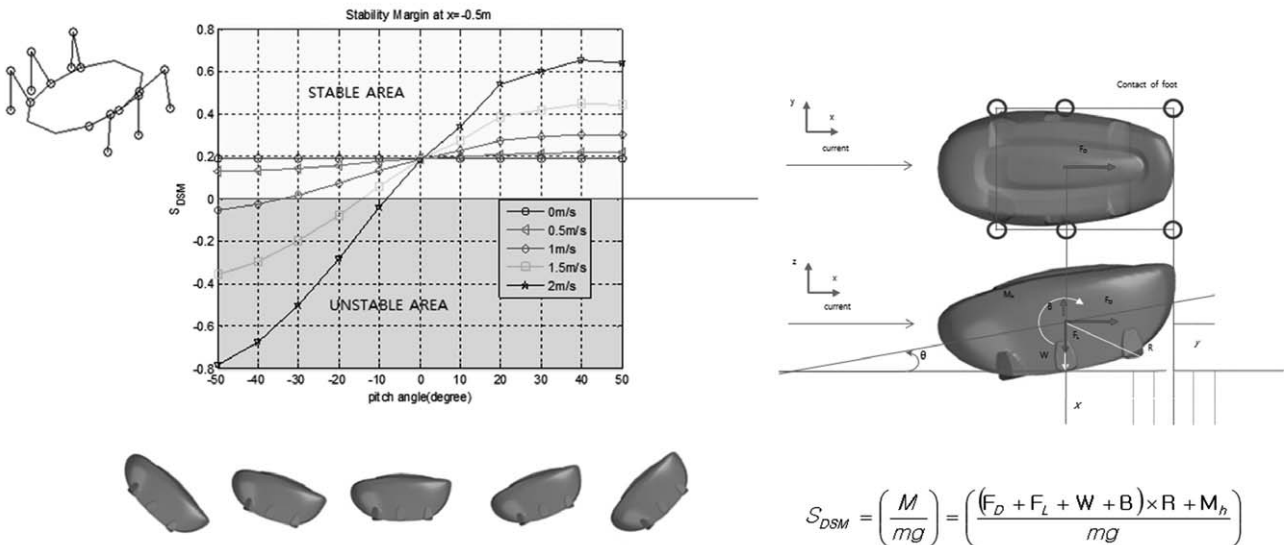 Stability Margin at x=-0.5m
0.8
0.6
0.4
0.2
0
-0.2
-0.4
-0.6
-0.8
S_DSM
STABLE AREA
UNSTABLE AREA
0m/s
0.5m/s
1m/s
1.5m/s
2m/s
-50 -40 -30 -20 -10 0 10 20 30 40 50
pitch angle(degree)
Contact of foot
y
x
current
F_D
z
x
current
M_h
B
F_D
F_L
W
R
θ
y
x
S_DSM = (M/mg) = ((F_D + F_L + W + B)×R + M_h / mg)